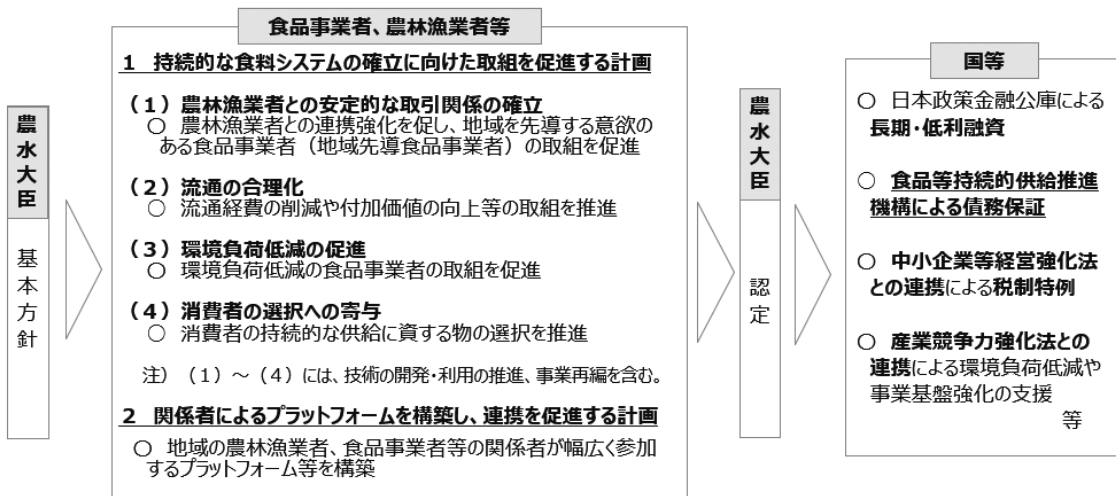 農水大臣
基本方針
食品事業者、農林漁業者等
1 持続的な食料システムの確立に向けた取組を促進する計画
（1）農林漁業者との安定的な取引関係の確立
○ 農林漁業者との連携強化を促し、地域を先導する意欲の
ある食品事業者（地域先導食品事業者）の取組を促進
（2）流通の合理化
○ 流通経費の削減や付加価値の向上等の取組を推進
（3）環境負荷低減の促進
○ 環境負荷低減の食品事業者の取組を促進
（4）消費者の選択への寄与
○ 消費者の持続的な供給に資する物の選択を推進
注）（1）～（4）には、技術の開発・利用の推進、事業再編を含む。
2 関係者によるプラットフォームを構築し、連携を促進する計画
○ 地域の農林漁業者、食品事業者等の関係者が幅広く参加
するプラットフォーム等を構築
農水大臣
認定
国等
○ 日本政策金融公庫による
長期・低利融資
○ 食品等持続的供給推進
機構による債務保証
○ 中小企業等経営強化法
との連携による税制特例
○ 産業競争力強化法との
連携による環境負荷低減や
事業基盤強化の支援
等